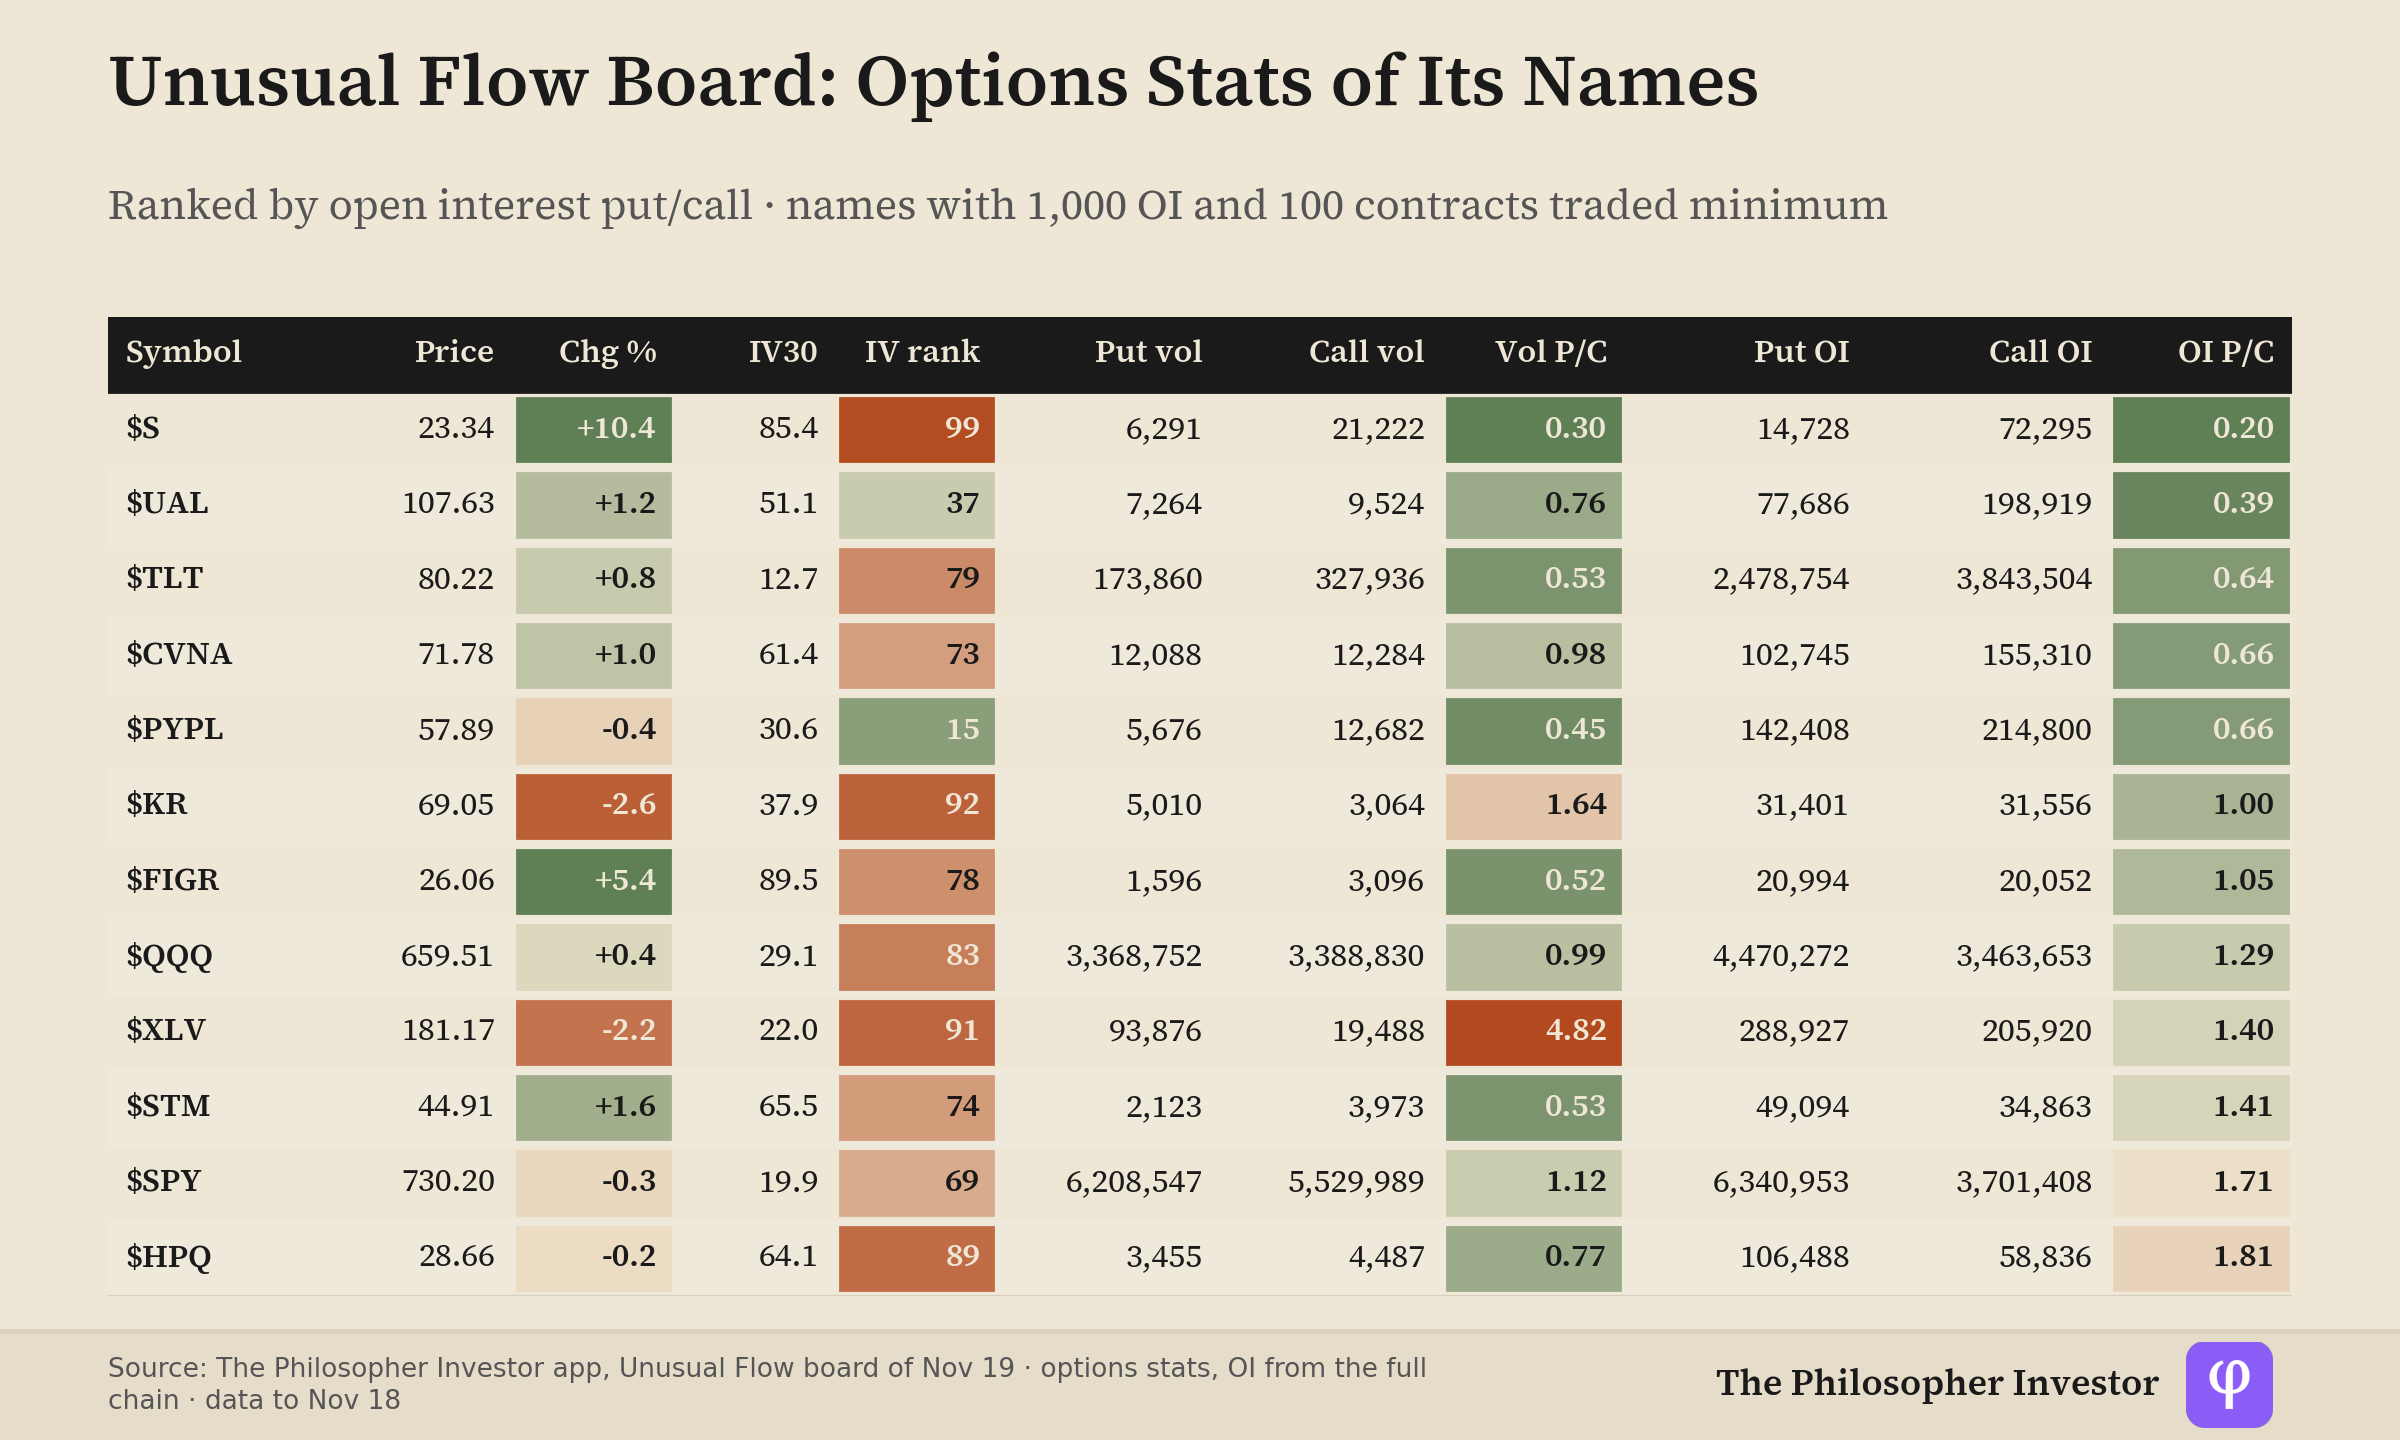 Unusual Flow Board: Options Stats of Its Names
Ranked by open interest put/call · names with 1,000 OI and 100 contracts traded minimum
Symbol Price Chg % IV30 IV rank Put vol Call vol Vol P/C Put OI Call OI OI P/C
$S 23.34 +10.4 85.4 99 6,291 21,222 0.30 14,728 72,295 0.20
$UAL 107.63 +1.2 51.1 37 7,264 9,524 0.76 77,686 198,919 0.39
$TLT 80.22 +0.8 12.7 79 173,860 327,936 0.53 2,478,754 3,843,504 0.64
$CVNA 71.78 +1.0 61.4 73 12,088 12,284 0.98 102,745 155,310 0.66
$PYPL 57.89 -0.4 30.6 15 5,676 12,682 0.45 142,408 214,800 0.66
$KR 69.05 -2.6 37.9 92 5,010 3,064 1.64 31,401 31,556 1.00
$FIGR 26.06 +5.4 89.5 78 1,596 3,096 0.52 20,994 20,052 1.05
$QQQ 659.51 +0.4 29.1 83 3,368,752 3,388,830 0.99 4,470,272 3,463,653 1.29
$XLV 181.17 -2.2 22.0 91 93,876 19,488 4.82 288,927 205,920 1.40
$STM 44.91 +1.6 65.5 74 2,123 3,973 0.53 49,094 34,863 1.41
$SPY 730.20 -0.3 19.9 69 6,208,547 5,529,989 1.12 6,340,953 3,701,408 1.71
$HPQ 28.66 -0.2 64.1 89 3,455 4,487 0.77 106,488 58,836 1.81
Source: The Philosopher Investor app, Unusual Flow board of Nov 19 · options stats, OI from the full
chain · data to Nov 18
The Philosopher Investor φ